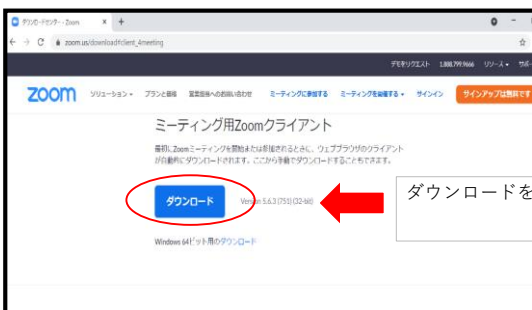 ダウンロードセンター - Zoom
zoom.us/download#client_4meeting
デモをリクエスト 1.888.799.9666 リソース サポート
zoom ソリューション プランと価格 営業担当へのお問い合わせ ミーティングに参加する ミーティングを開催する サインイン サインアップは無料です
ミーティング用Zoomクライアント
最初にZoomミーティングを開始または参加されるときに、ウェブブラウザのクライアント
が自動的にダウンロードされます。ここから手動でダウンロードすることもできます。
ダウンロード Version 5.6.3 (751) (32-bit)
ダウンロードを
Windows 64ビット用のダウンロード